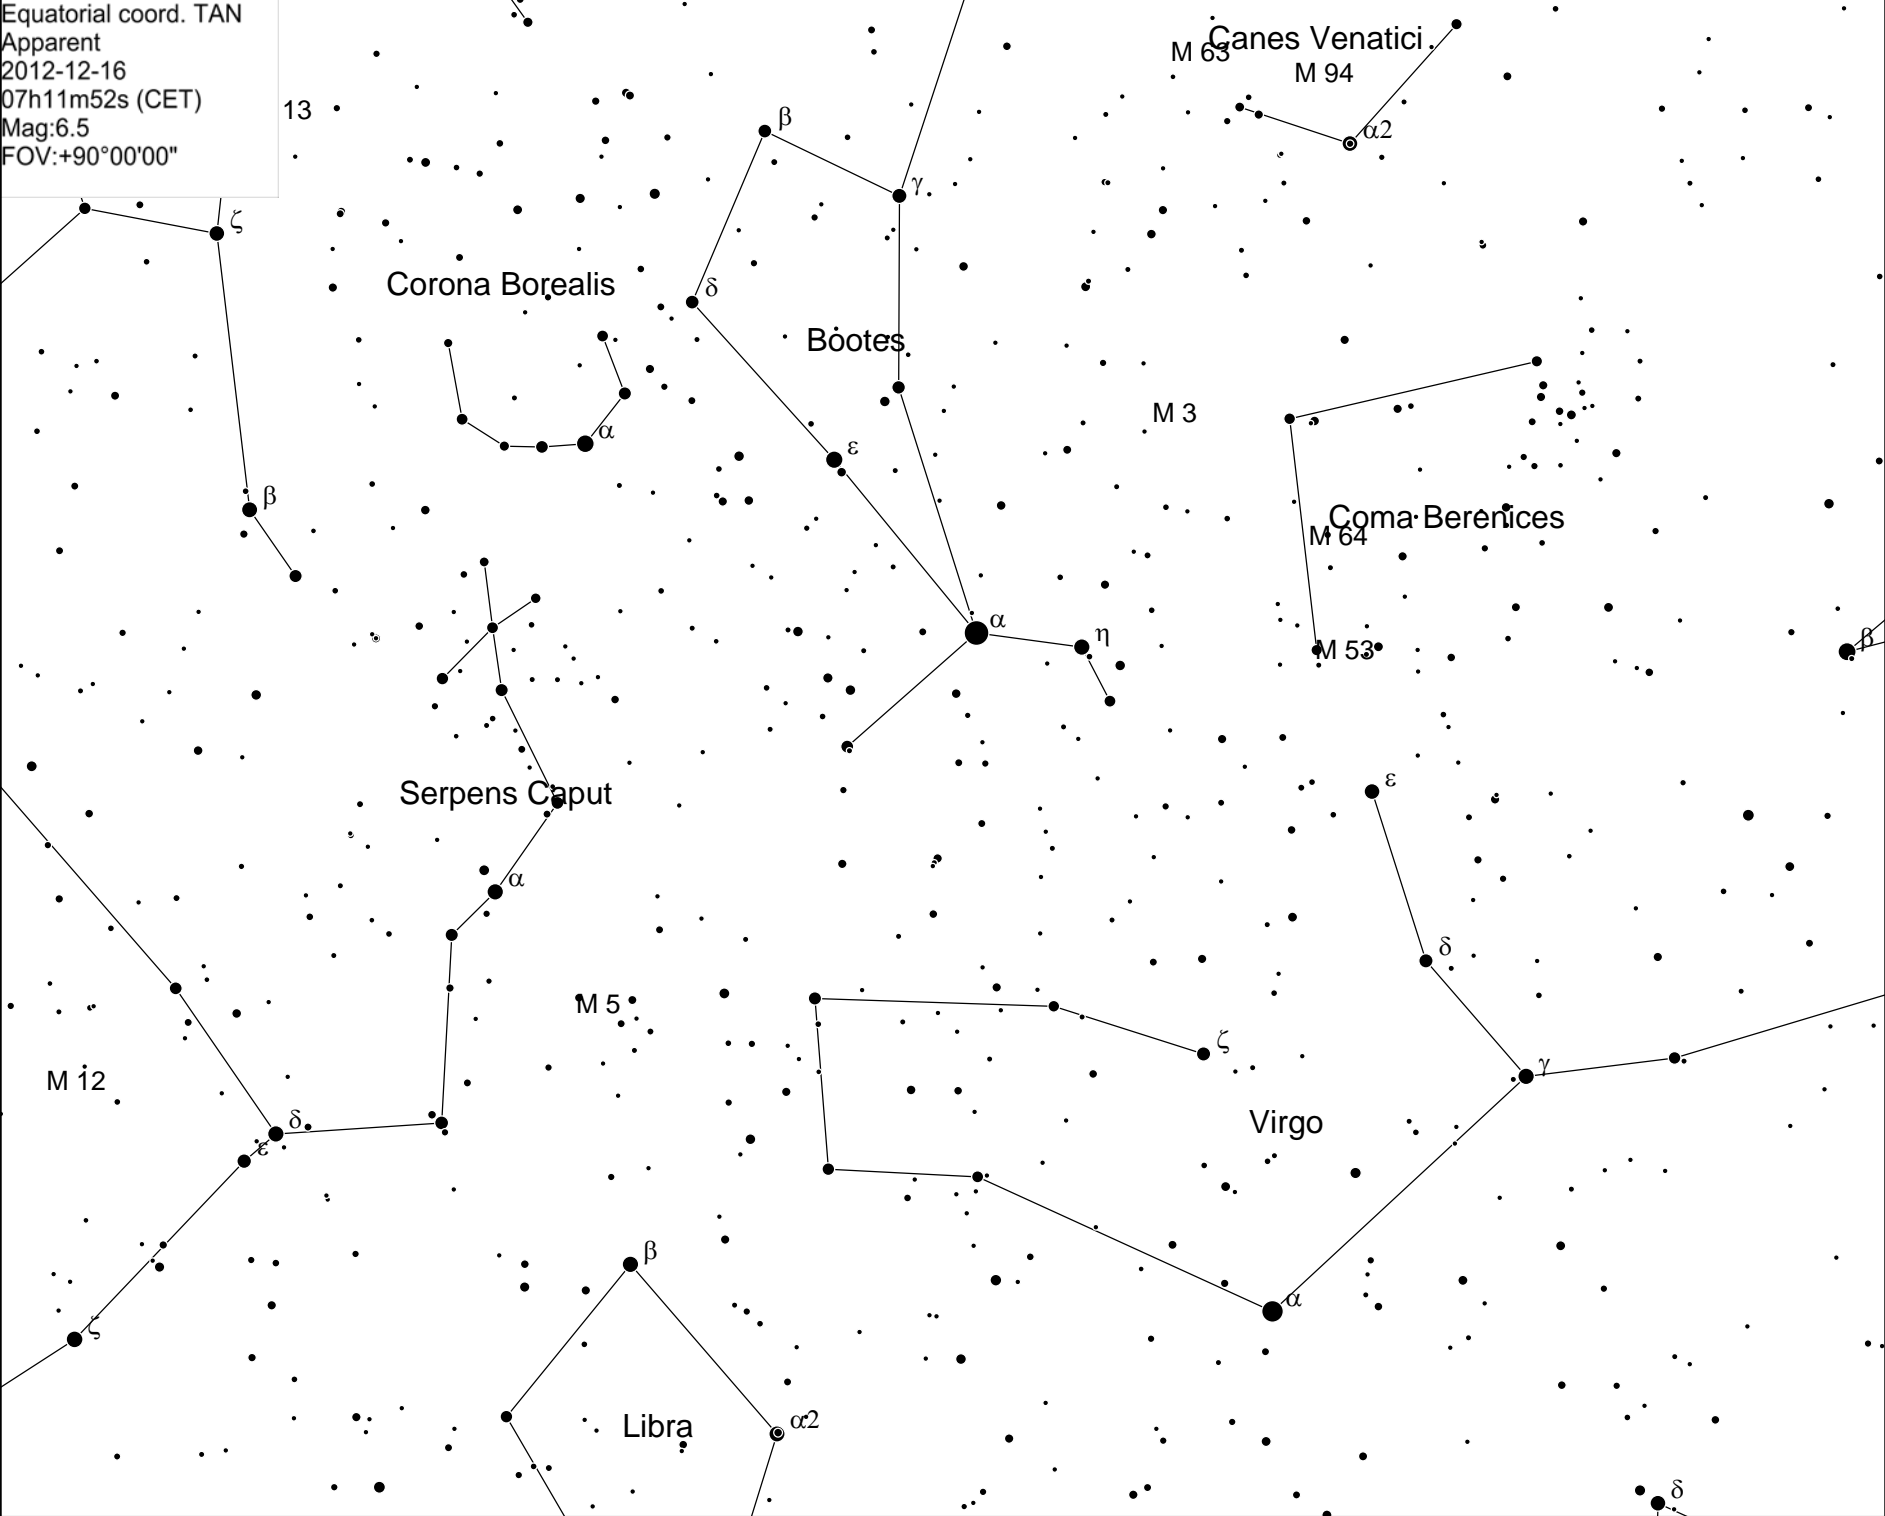 Equatorial coord. TAN
Apparent
2012-12-16
07h11m52s (CET)
Mag:6.5
FOV:+90°00'00"
13
Canes Venatici
M 63
M 94
α2
β
γ
ζ
Corona Borealis
δ
Bootes
M 3
α
ε
β
Coma Berenices
M 64
α
η
M 53
β
ε
Serpens Caput
α
δ
M 5
ζ
γ
M 12
δ
ε
Virgo
β
α
ζ
Libra
α2
δ